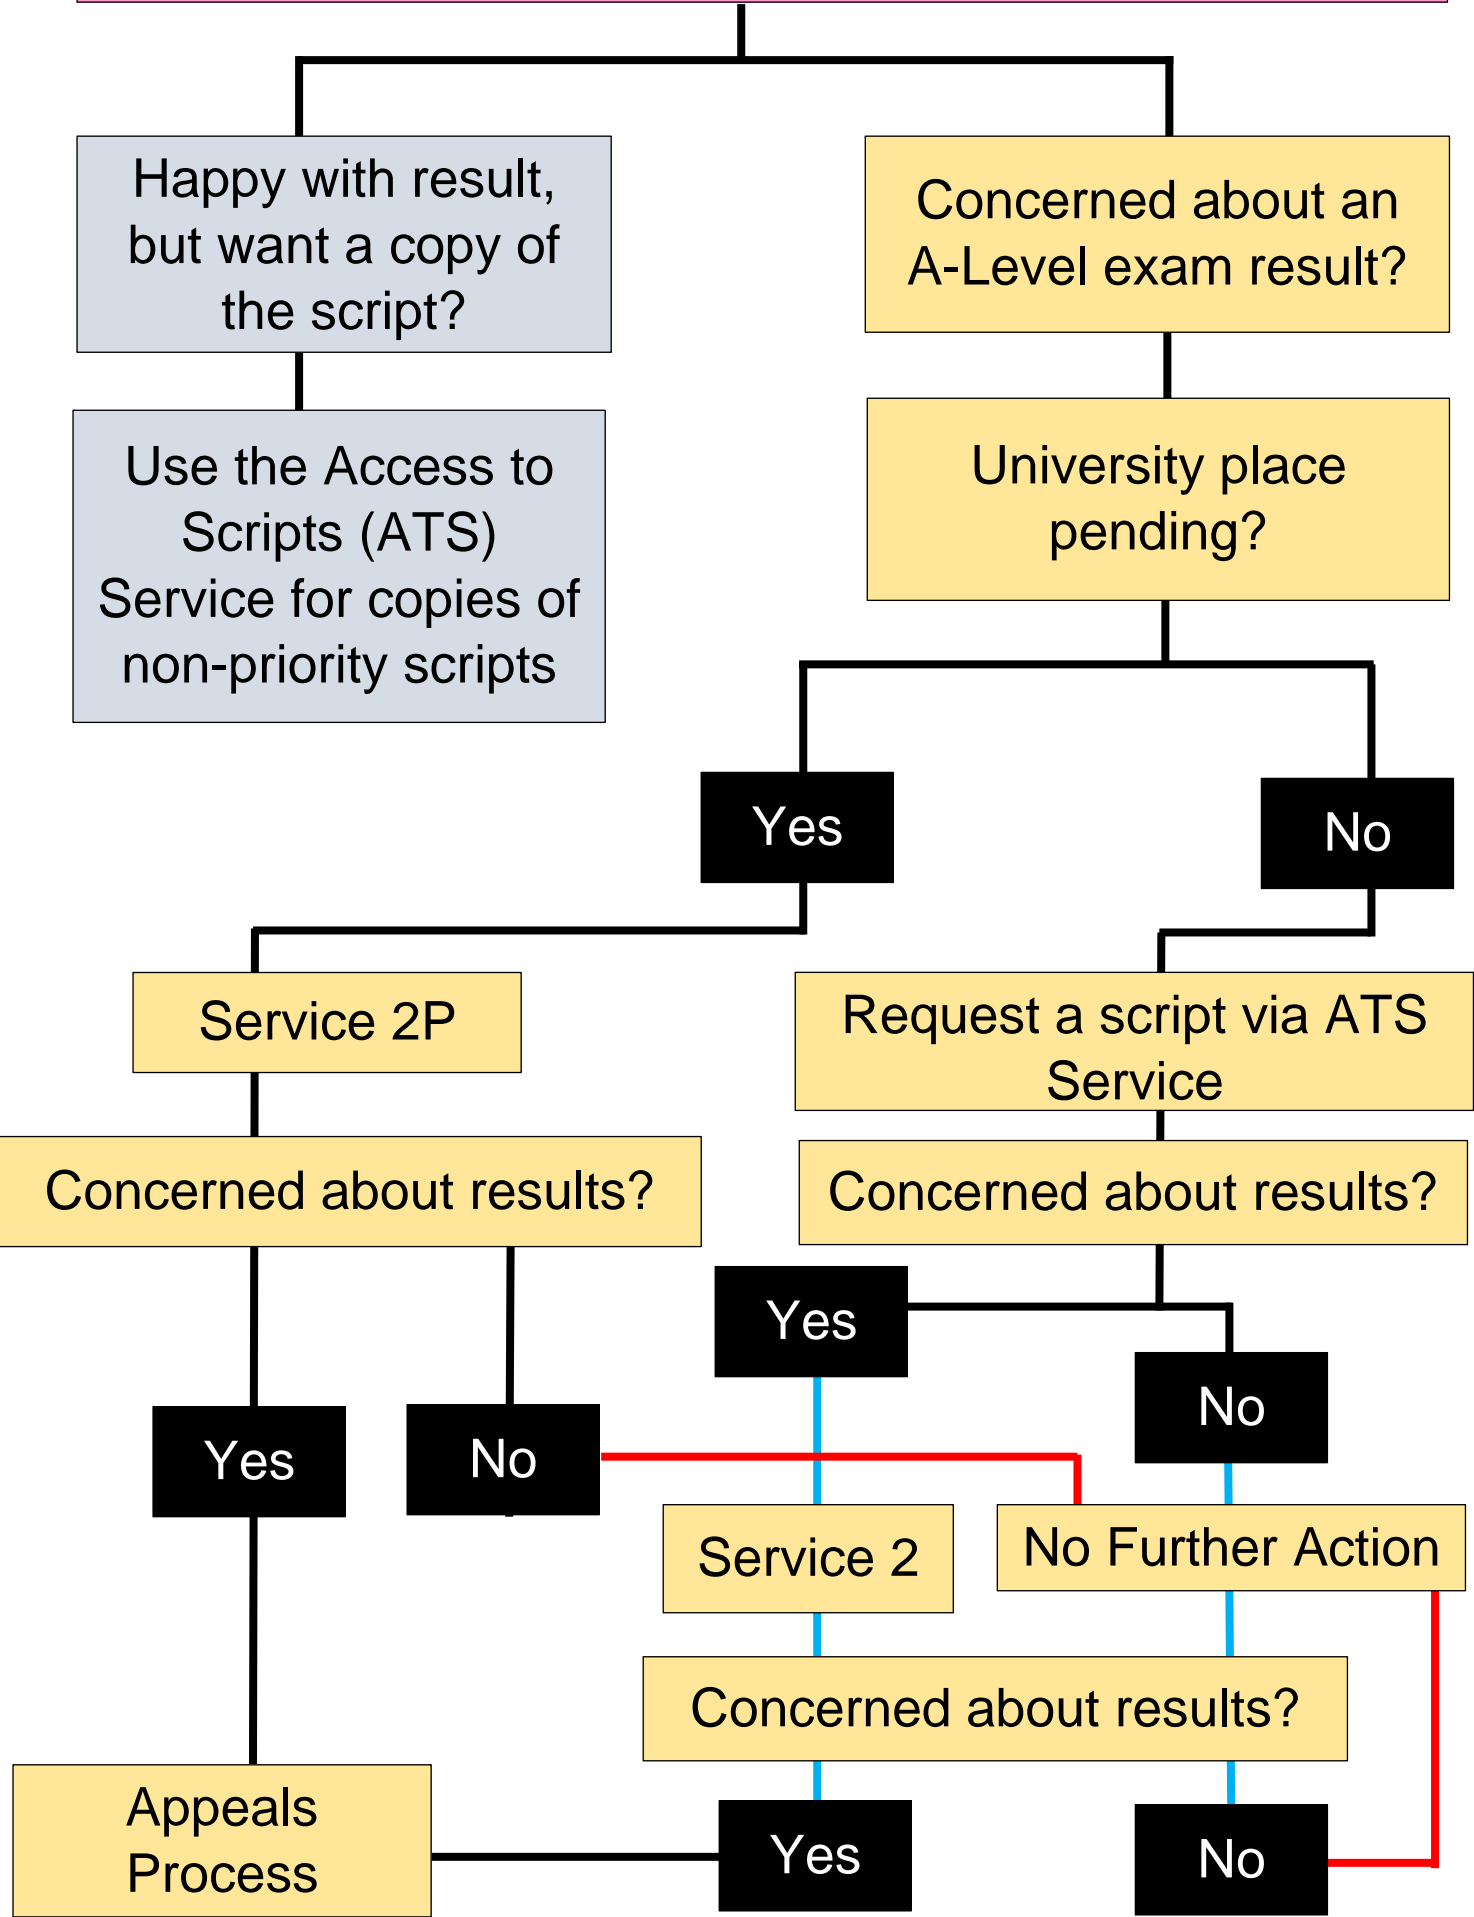 Happy with result,
but want a copy of
the script?
Concerned about an
A-Level exam result?
Use the Access to
Scripts (ATS)
Service for copies of
non-priority scripts
University place
pending?
Yes
No
Service 2P
Request a script via ATS
Service
Concerned about results?
Concerned about results?
Yes
No
Yes
No
Service 2
No Further Action
Concerned about results?
Appeals
Process
Yes
No